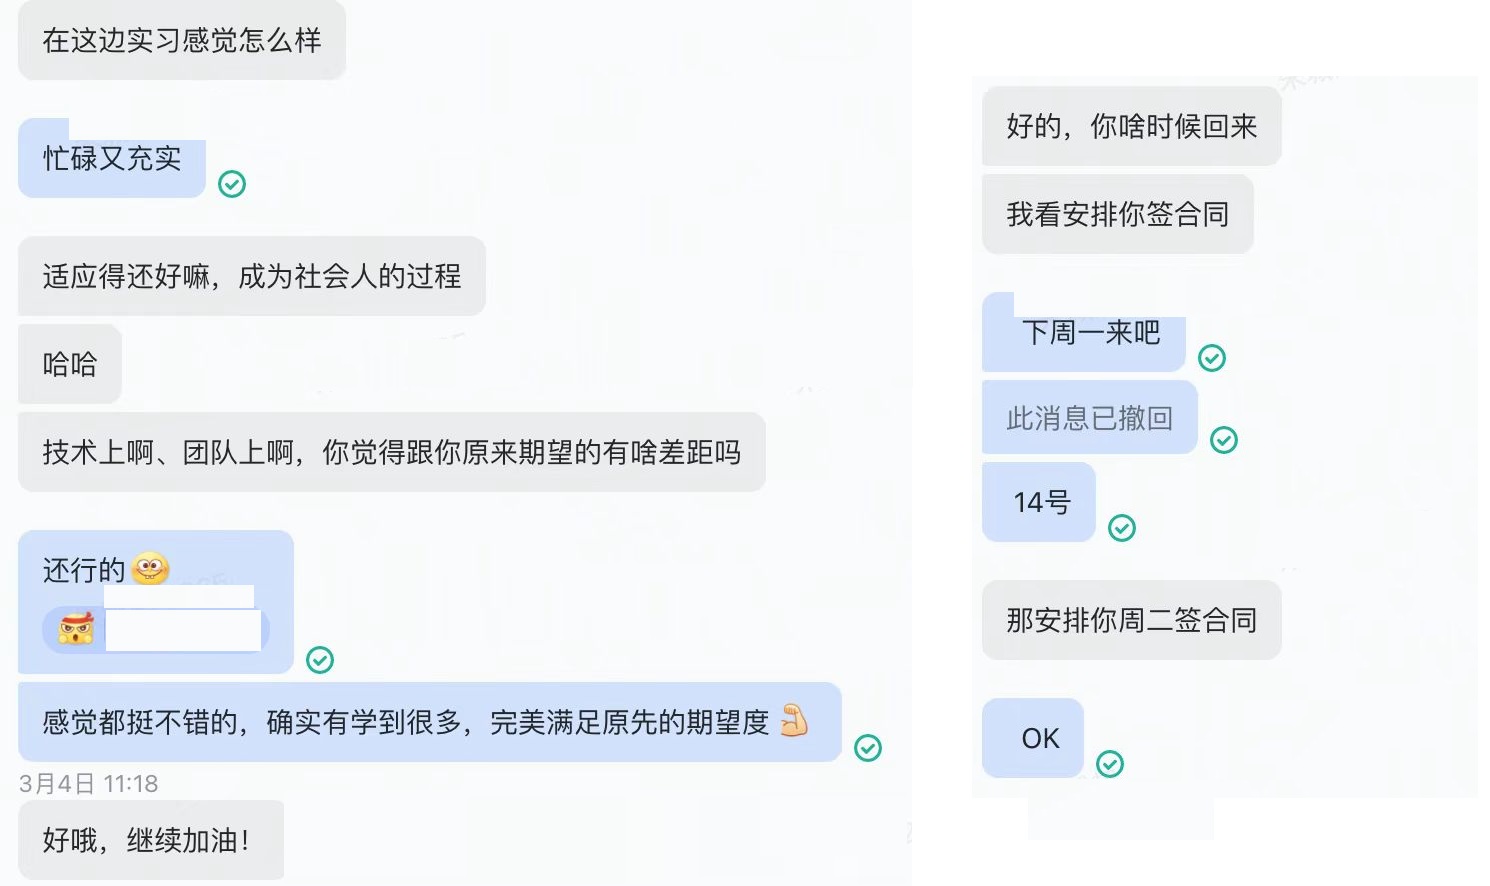 在这边实习感觉怎么样
忙碌又充实
适应得还好嘛，成为社会人的过程
哈哈
技术上啊、团队上啊，你觉得跟你原来期望的有啥差距吗
还行的
感觉都挺不错的，确实有学到很多，完美满足原先的期望度
3月4日 11:18
好哦，继续加油！
好的，你啥时候回来
我看安排你签合同
下周一来吧
此消息已撤回
14号
那安排你周二签合同
OK